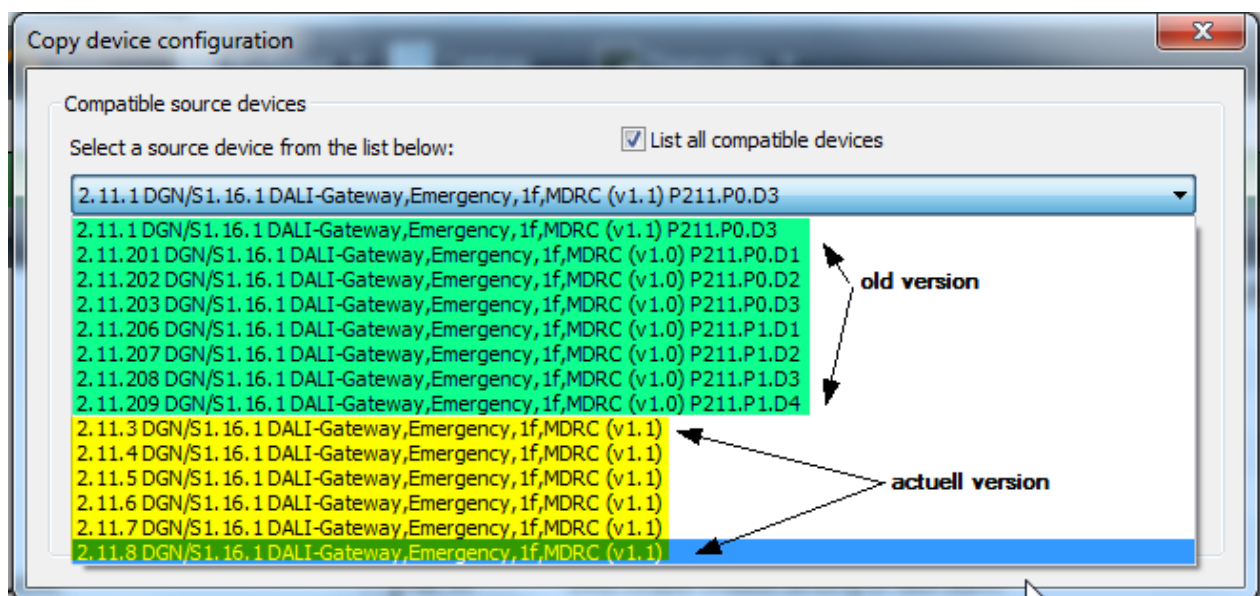 Copy device configuration
Compatible source devices
Select a source device from the list below:
List all compatible devices
2.11.1 DGN/S1.16.1 DALI-Gateway,Emergency,1f,MDRC (v1.1) P211.P0.D3
2.11.1 DGN/S1.16.1 DALI-Gateway,Emergency,1f,MDRC (v1.1) P211.P0.D3
2.11.201 DGN/S1.16.1 DALI-Gateway,Emergency,1f,MDRC (v1.0) P211.P0.D1
2.11.202 DGN/S1.16.1 DALI-Gateway,Emergency,1f,MDRC (v1.0) P211.P0.D2
old version
2.11.203 DGN/S1.16.1 DALI-Gateway,Emergency,1f,MDRC (v1.0) P211.P0.D3
2.11.206 DGN/S1.16.1 DALI-Gateway,Emergency,1f,MDRC (v1.0) P211.P1.D1
2.11.207 DGN/S1.16.1 DALI-Gateway,Emergency,1f,MDRC (v1.0) P211.P1.D2
2.11.208 DGN/S1.16.1 DALI-Gateway,Emergency,1f,MDRC (v1.0) P211.P1.D3
2.11.209 DGN/S1.16.1 DALI-Gateway,Emergency,1f,MDRC (v1.0) P211.P1.D4
2.11.3 DGN/S1.16.1 DALI-Gateway,Emergency,1f,MDRC (v1.1)
2.11.4 DGN/S1.16.1 DALI-Gateway,Emergency,1f,MDRC (v1.1)
2.11.5 DGN/S1.16.1 DALI-Gateway,Emergency,1f,MDRC (v1.1)
actuell version
2.11.6 DGN/S1.16.1 DALI-Gateway,Emergency,1f,MDRC (v1.1)
2.11.7 DGN/S1.16.1 DALI-Gateway,Emergency,1f,MDRC (v1.1)
2.11.8 DGN/S1.16.1 DALI-Gateway,Emergency,1f,MDRC (v1.1)